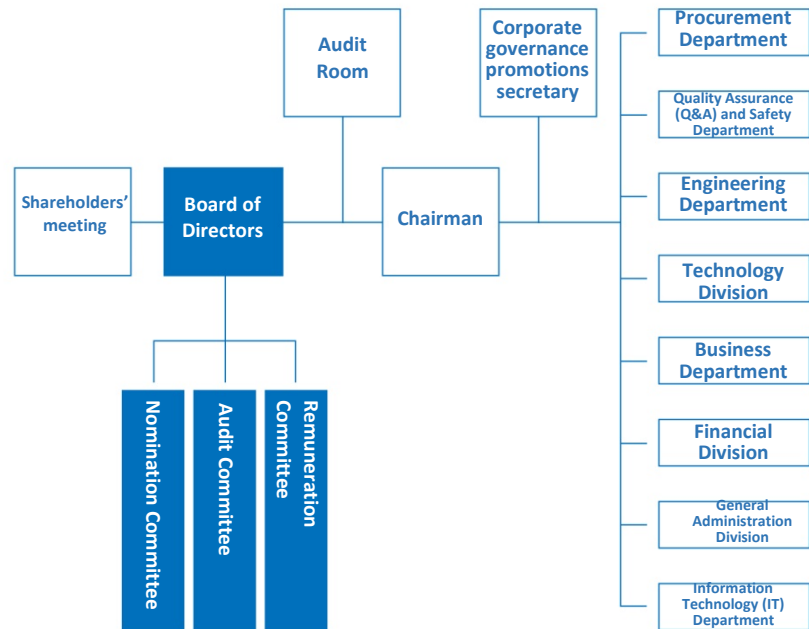 Audit
Room
Corporate
governance
promotions
secretary
Shareholders’
meeting
Board of
Directors
Chairman
Nomination Committee
Audit Committee
Remuneration
Committee
Procurement
Department
Quality Assurance
(Q&A) and Safety
Department
Engineering
Department
Technology
Division
Business
Department
Financial
Division
General
Administration
Division
Information
Technology (IT)
Department